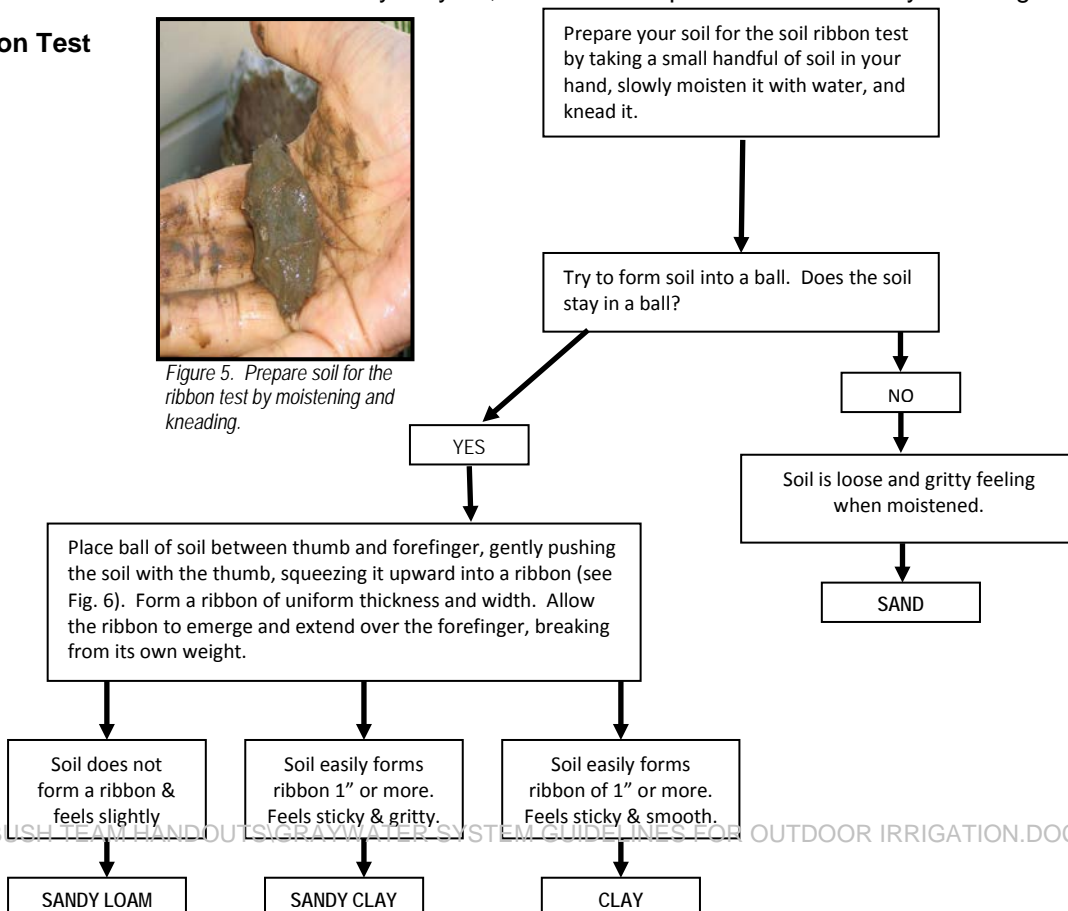 on Test
Prepare your soil for the soil ribbon test
by taking a small handful of soil in your
hand, slowly moisten it with water, and
knead it.
Try to form soil into a ball.  Does the soil
stay in a ball?
Figure 5.  Prepare soil for the
ribbon test by moistening and
kneading.
YES
NO
Soil is loose and gritty feeling
when moistened.
SAND
Place ball of soil between thumb and forefinger, gently pushing
the soil with the thumb, squeezing it upward into a ribbon (see
Fig. 6).  Form a ribbon of uniform thickness and width.  Allow
the ribbon to emerge and extend over the forefinger, breaking
from its own weight.
Soil does not
form a ribbon &
feels slightly
Soil easily forms
ribbon 1” or more.
Feels sticky & gritty.
Soil easily forms
ribbon of 1” or more.
Feels sticky & smooth.
USH TEAM HANDOUTS\GRAYWATER SYSTEM GUIDELINES FOR OUTDOOR IRRIGATION.DOC
SANDY LOAM
SANDY CLAY
CLAY